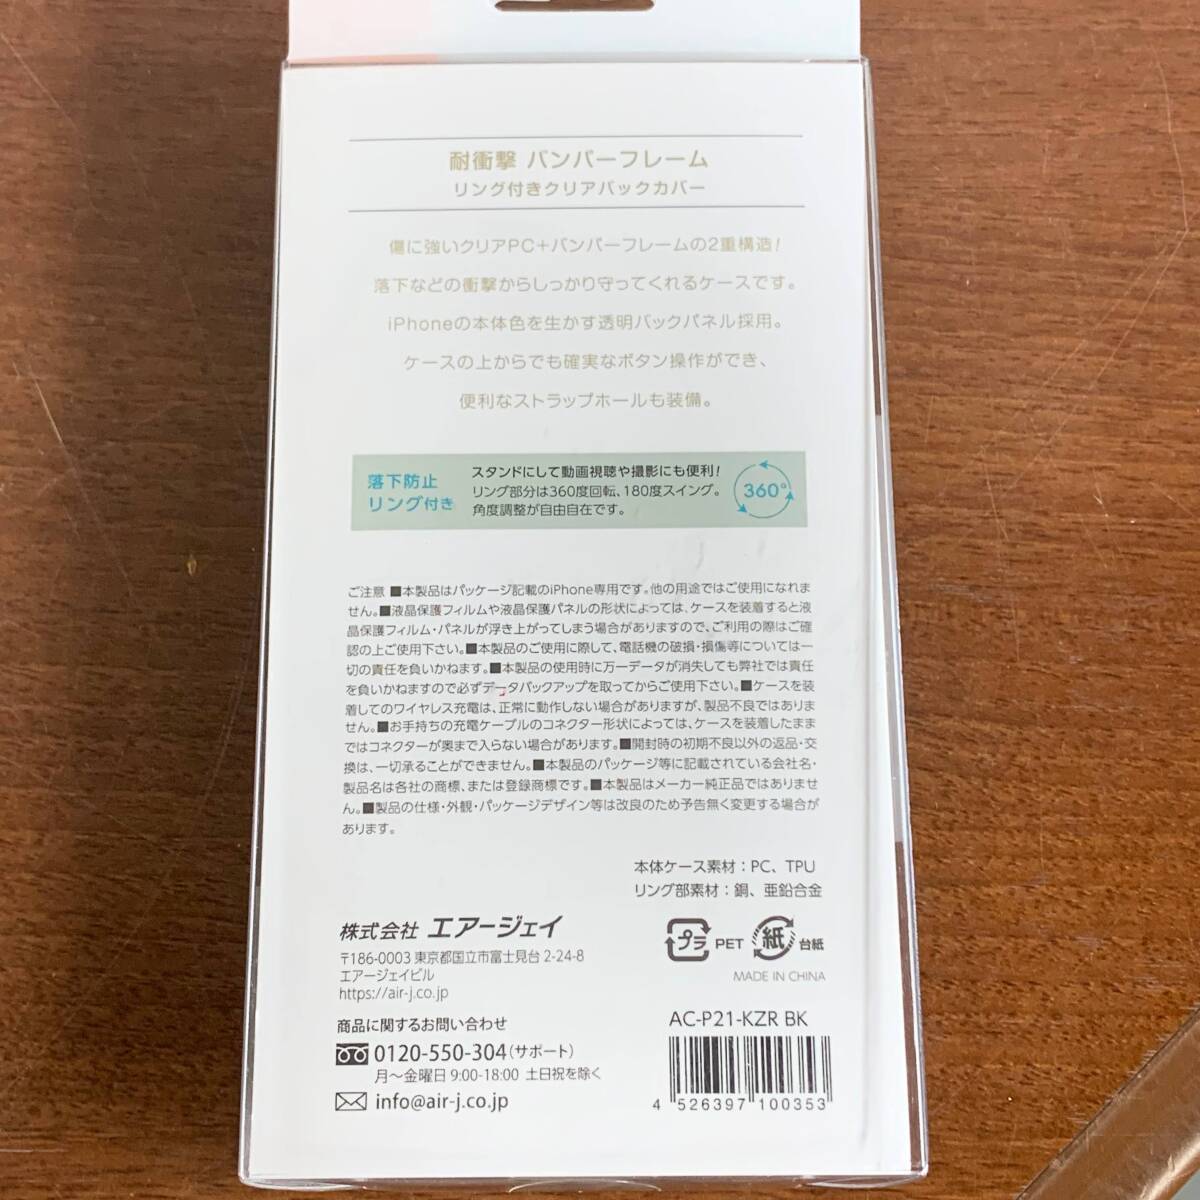 耐衝撃 バンパーフレーム
リング付きクリアバックカバー
傷に強いクリアPC+バンパーフレームの2重構造!
落下などの衝撃からしっかり守ってくれるケースです。
iPhoneの本体色を生かす透明バックパネル採用。
ケースの上からでも確実なボタン操作ができ、
便利なストラップホールも装備。
落下防止
リング付き
スタンドにして動画視聴や撮影にも便利!
リング部分は360度回転、180度スイング。
角度調整が自由自在です。
360°
ご注意 ■本製品はパッケージ記載のiPhone専用です。他の用途ではご使用になれま
せん。■液晶保護フィルムや液晶保護パネルの形状によっては、ケースを装着すると液
晶保護フィルム・パネルが浮き上がってしまう場合がありますので、ご利用の際はご確
認の上ご使用下さい。■本製品のご使用に際して、電話機の破損・損傷等については一
切の責任を負いかねます。■本製品の使用時に万一データが消失しても弊社では責任
を負いかねますので必ずデータバックアップを取ってからご使用下さい。■ケースを装
着してのワイヤレス充電は、正常に動作しない場合がありますが、製品不良ではありま
せん。■お手持ちの充電ケーブルのコネクター形状によっては、ケースを装着したまま
ではコネクターが奥まで入らない場合があります。■開封時の初期不良以外の返品・交
換は、一切承ることができません。■本製品のパッケージ等に記載されている会社名・
製品名は各社の商標、または登録商標です。■本製品はメーカー純正品ではありませ
ん。■製品の仕様・外観・パッケージデザイン等は改良のため予告無く変更する場合が
あります。
本体ケース素材：PC、TPU
リング部素材：銅、亜鉛合金
株式会社 エアージェイ
〒186-0003 東京都国立市富士見台 2-24-8
エアージェイビル
https://air-j.co.jp
プラ PET 紙 台紙
MADE IN CHINA
商品に関するお問い合わせ
0120-550-304(サポート)
月〜金曜日 9:00-18:00 土日祝を除く
info@air-j.co.jp
AC-P21-KZR BK
4 526397 100353